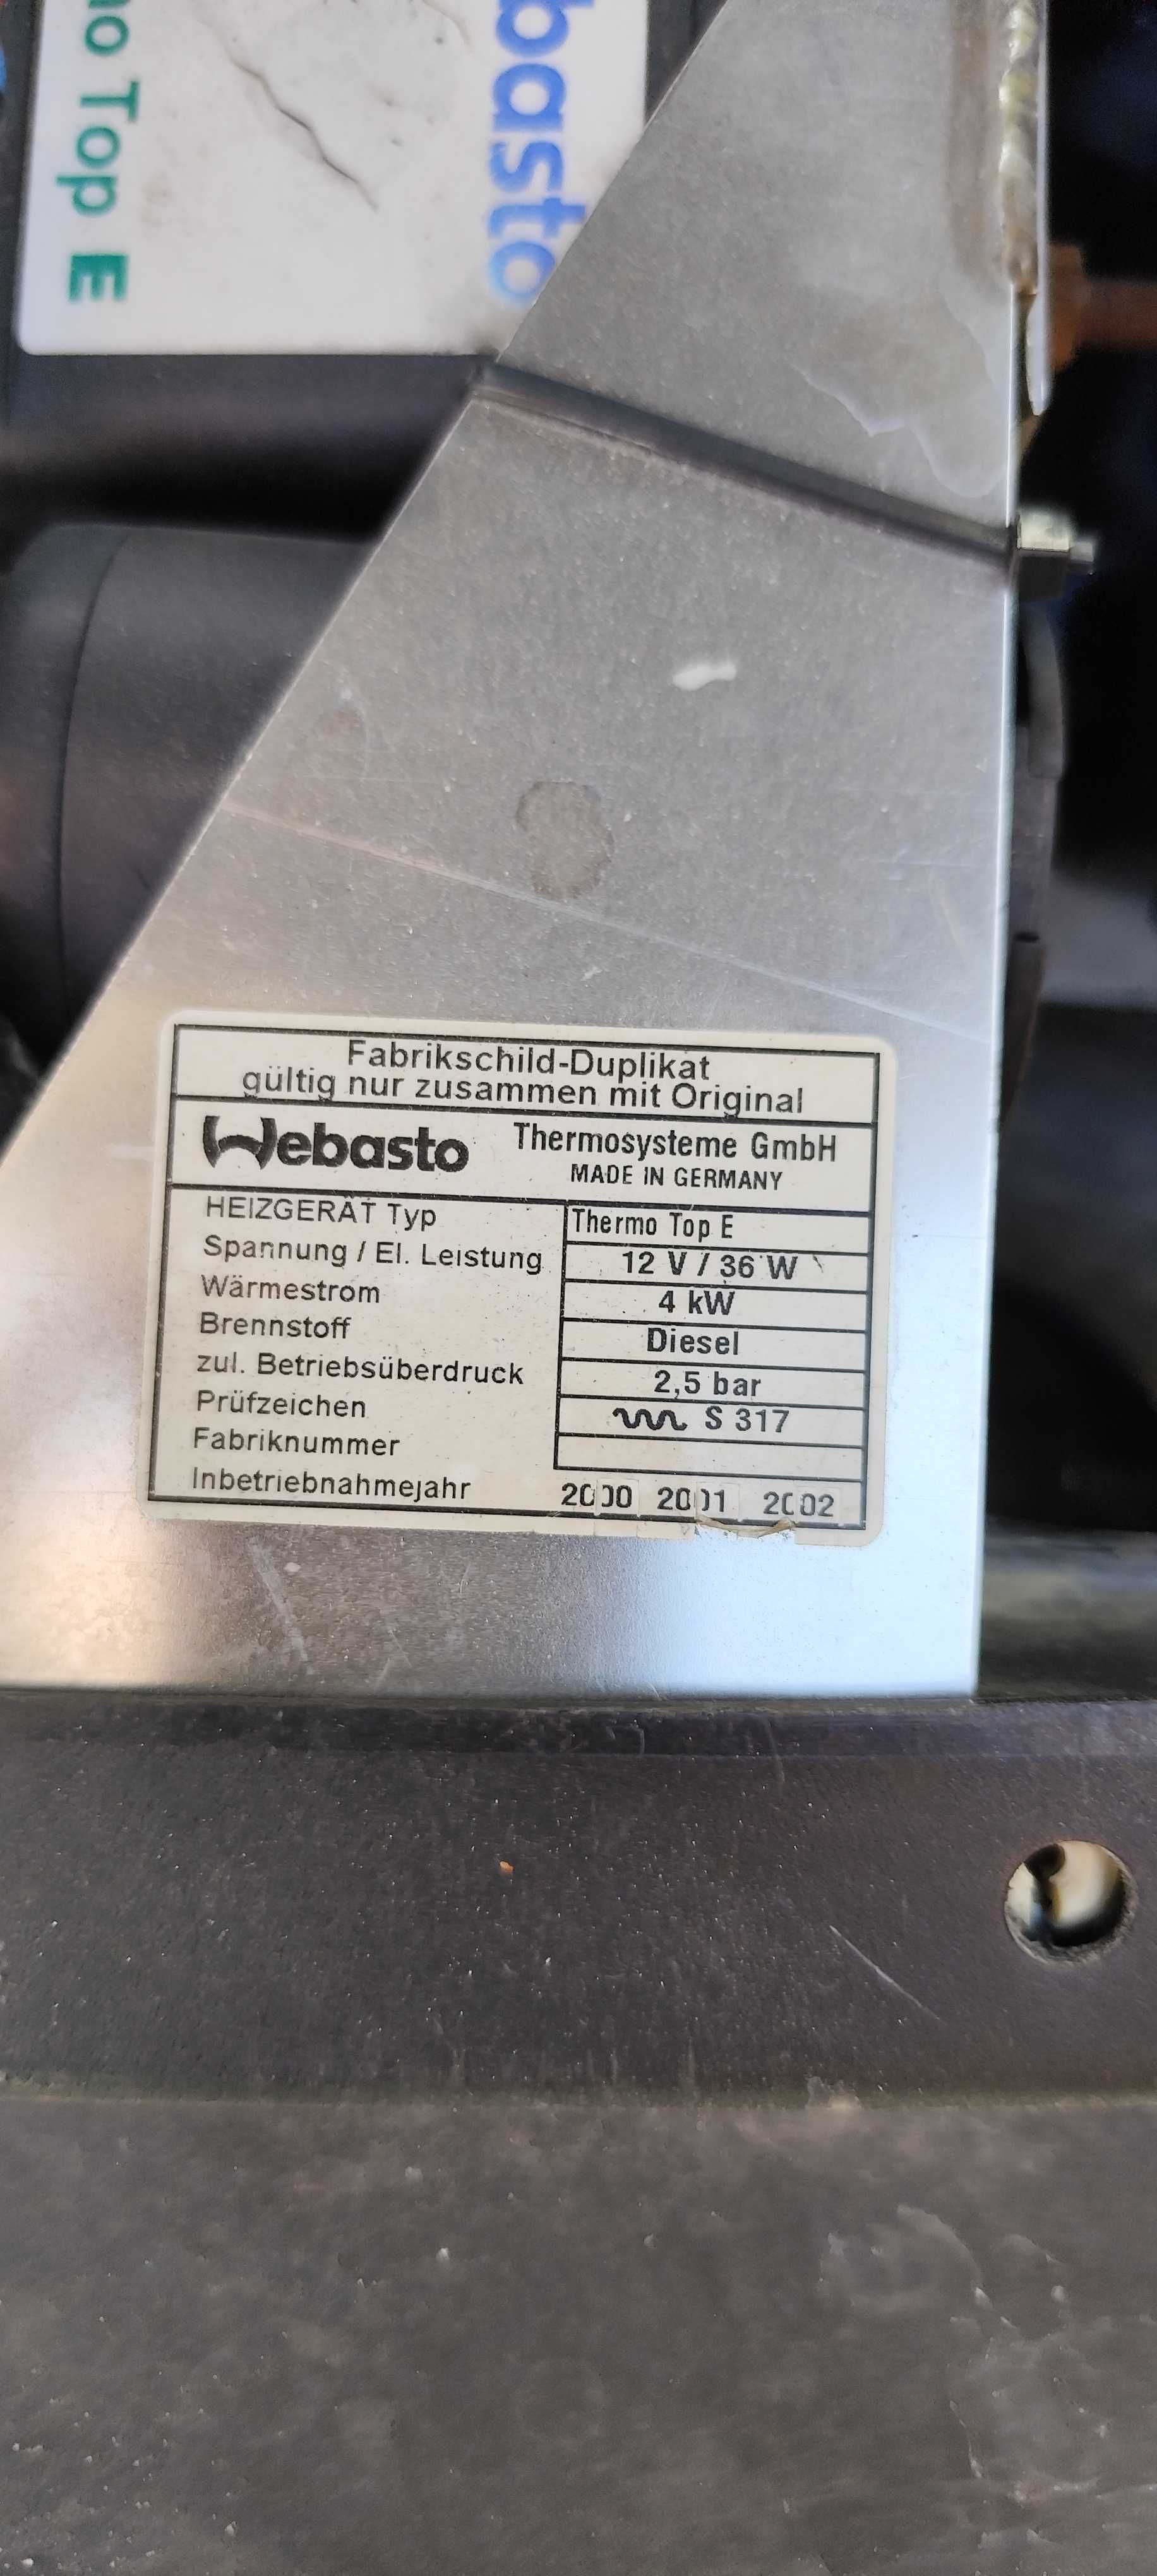 no Top E
basto
Fabrikschild-Duplikat
gültig nur zusammen mit Original
Webasto Thermosysteme GmbH
MADE IN GERMANY
HEIZGERÄT Typ Thermo Top E
Spannung / El. Leistung 12 V / 36 W
Wärmestrom 4 kW
Brennstoff Diesel
zul. Betriebsüberdruck 2,5 bar
Prüfzeichen S 317
Fabriknummer
Inbetriebnahmejahr 2000 2001 2002